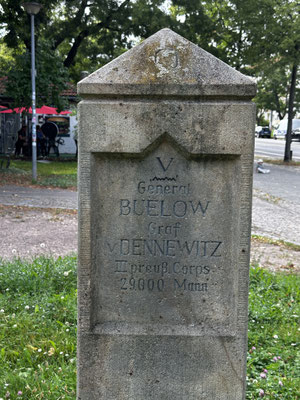 V
General
BUELOW
Graf
v DENNEWITZ
III preuß. Corps.
29000 Mann